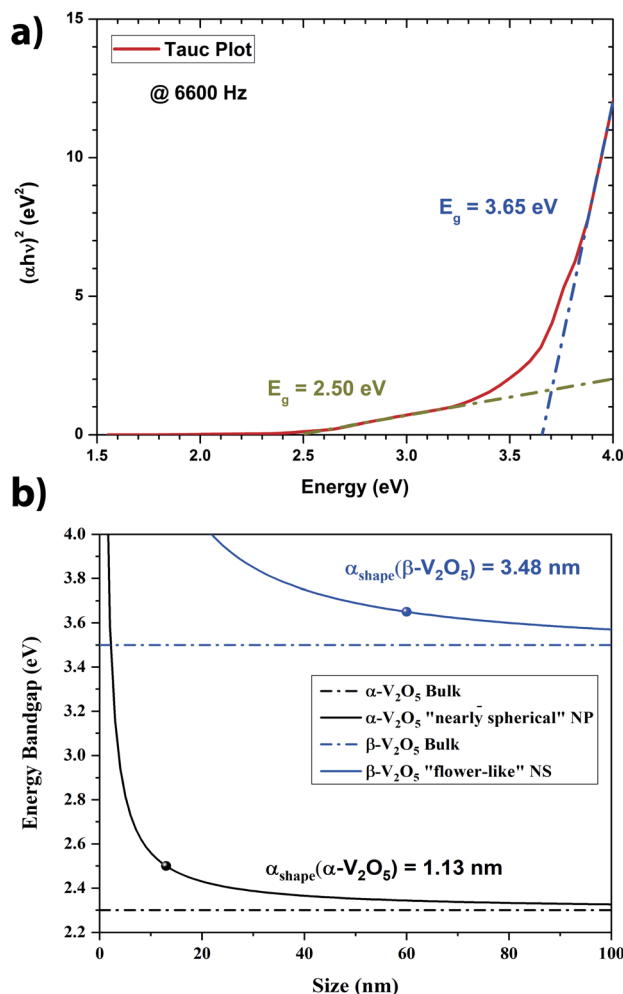 a)
15
10
5
0
(αhν)² (eV²)
Tauc Plot
@ 6600 Hz
E_g = 3.65 eV
E_g = 2.50 eV
1.5 2.0 2.5 3.0 3.5 4.0
Energy (eV)
b)
4.0
3.8
3.6
3.4
3.2
3.0
2.8
2.6
2.4
2.2
Energy Bandgap (eV)
α_shape(β-V₂O₅) = 3.48 nm
α-V₂O₅ Bulk
α-V₂O₅ "nearly spherical" NP
β-V₂O₅ Bulk
β-V₂O₅ "flower-like" NS
α_shape(α-V₂O₅) = 1.13 nm
0 20 40 60 80 100
Size (nm)